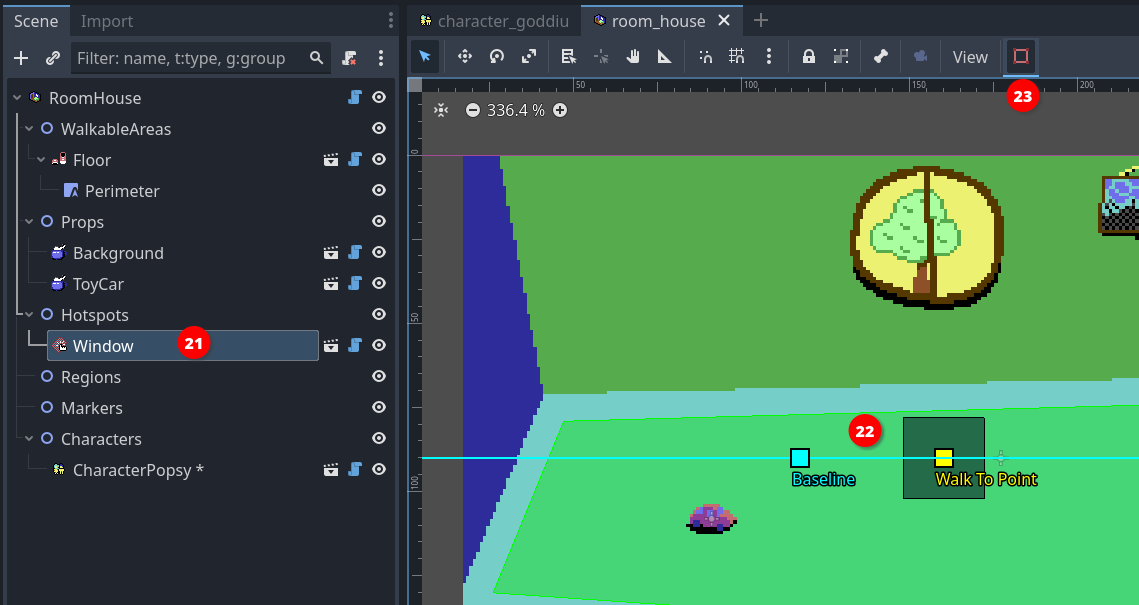 Scene
Import
character_goddiu
room_house
Filter: name, t:type, g:group
View
23
RoomHouse
WalkableAreas
Floor
Perimeter
Props
Background
ToyCar
Hotspots
Window
21
Regions
Markers
Characters
CharacterPopsy *
50
100
150
200
336.4 %
0
50
100
22
Baseline
Walk To Point